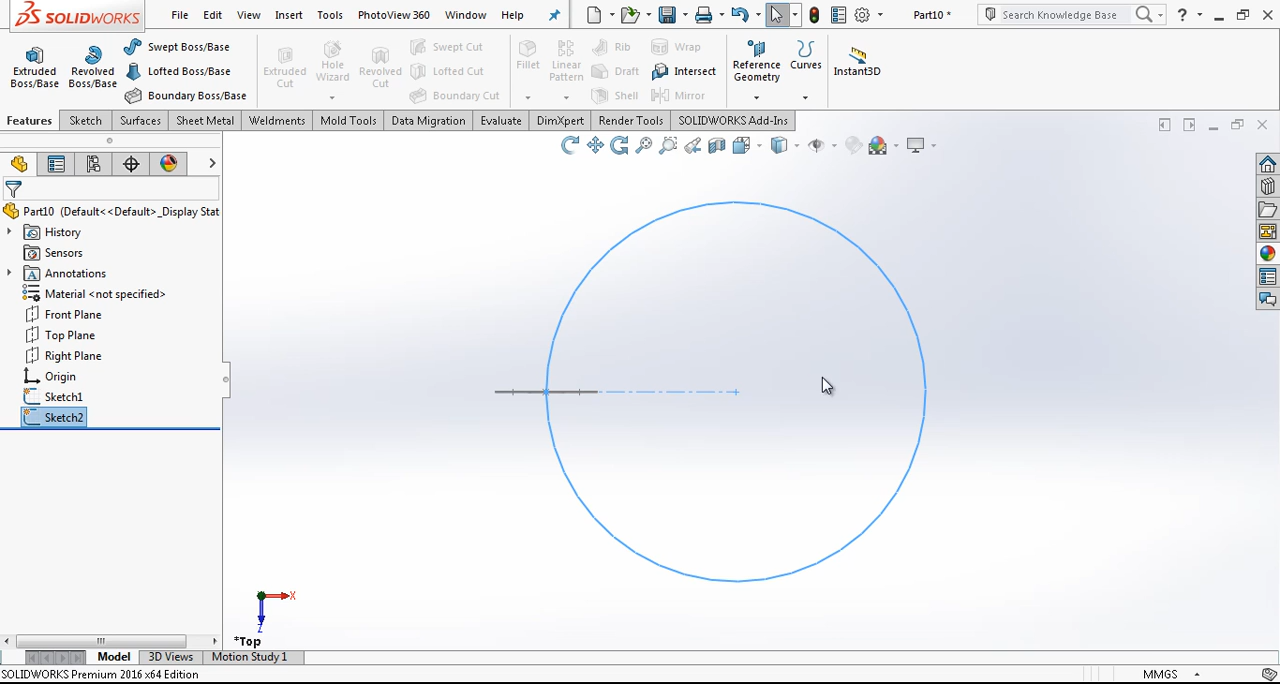 SOLIDWORKS File Edit View Insert Tools PhotoView 360 Window Help Part10 * Search Knowledge Base ?
Extruded Boss/Base Revolved Boss/Base Swept Boss/Base Lofted Boss/Base Boundary Boss/Base Extruded Cut Hole Wizard Revolved Cut Swept Cut Lofted Cut Boundary Cut Fillet Linear Pattern Rib Draft Shell Wrap Intersect Mirror Reference Geometry Curves Instant3D
Features Sketch Surfaces Sheet Metal Weldments Mold Tools Data Migration Evaluate DimXpert Render Tools SOLIDWORKS Add-Ins
Part10 (Default<<Default>_Display Stat
History
Sensors
Annotations
Material <not specified>
Front Plane
Top Plane
Right Plane
Origin
Sketch1
Sketch2
X
Z
*Top
Model 3D Views Motion Study 1
SOLIDWORKS Premium 2016 x64 Edition MMGS